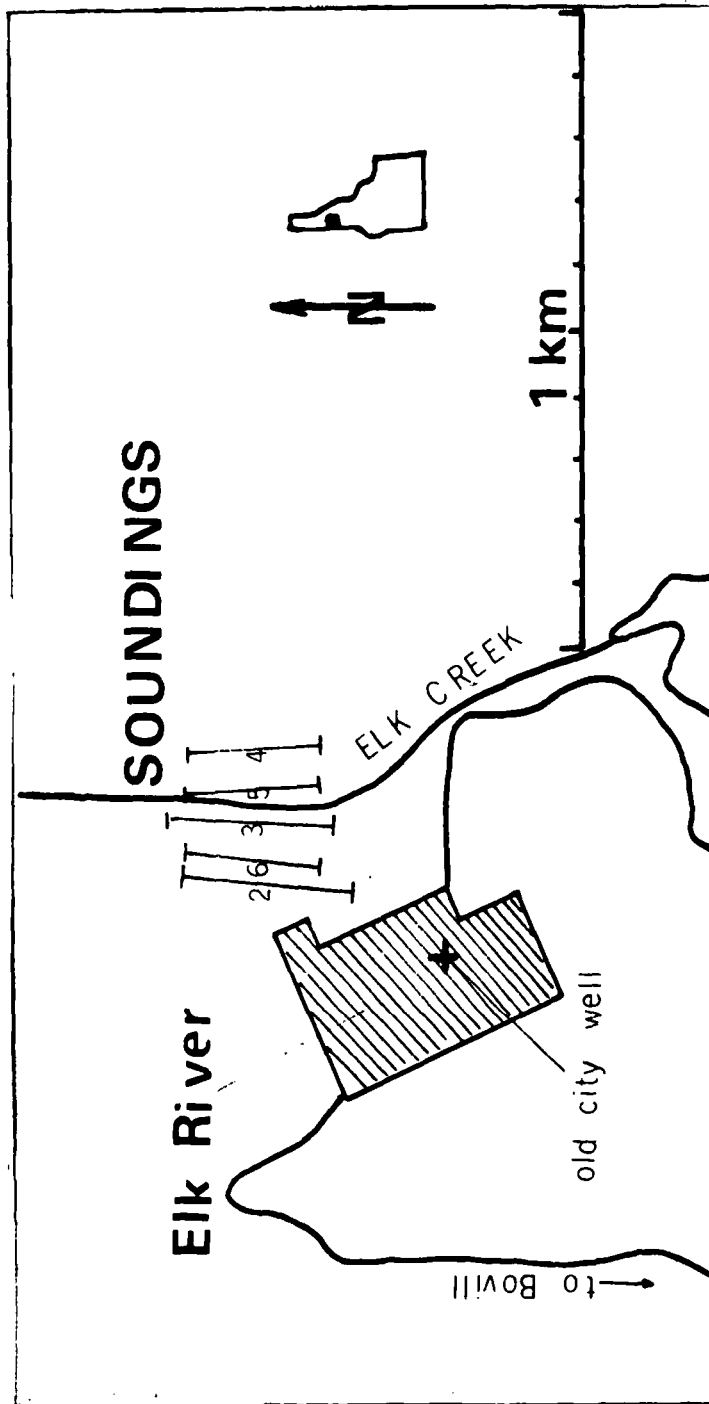 SOUNDINGS
Elk River
2
6
3
5
4
N
ELK CREEK
1 km
old city well
to Bovill